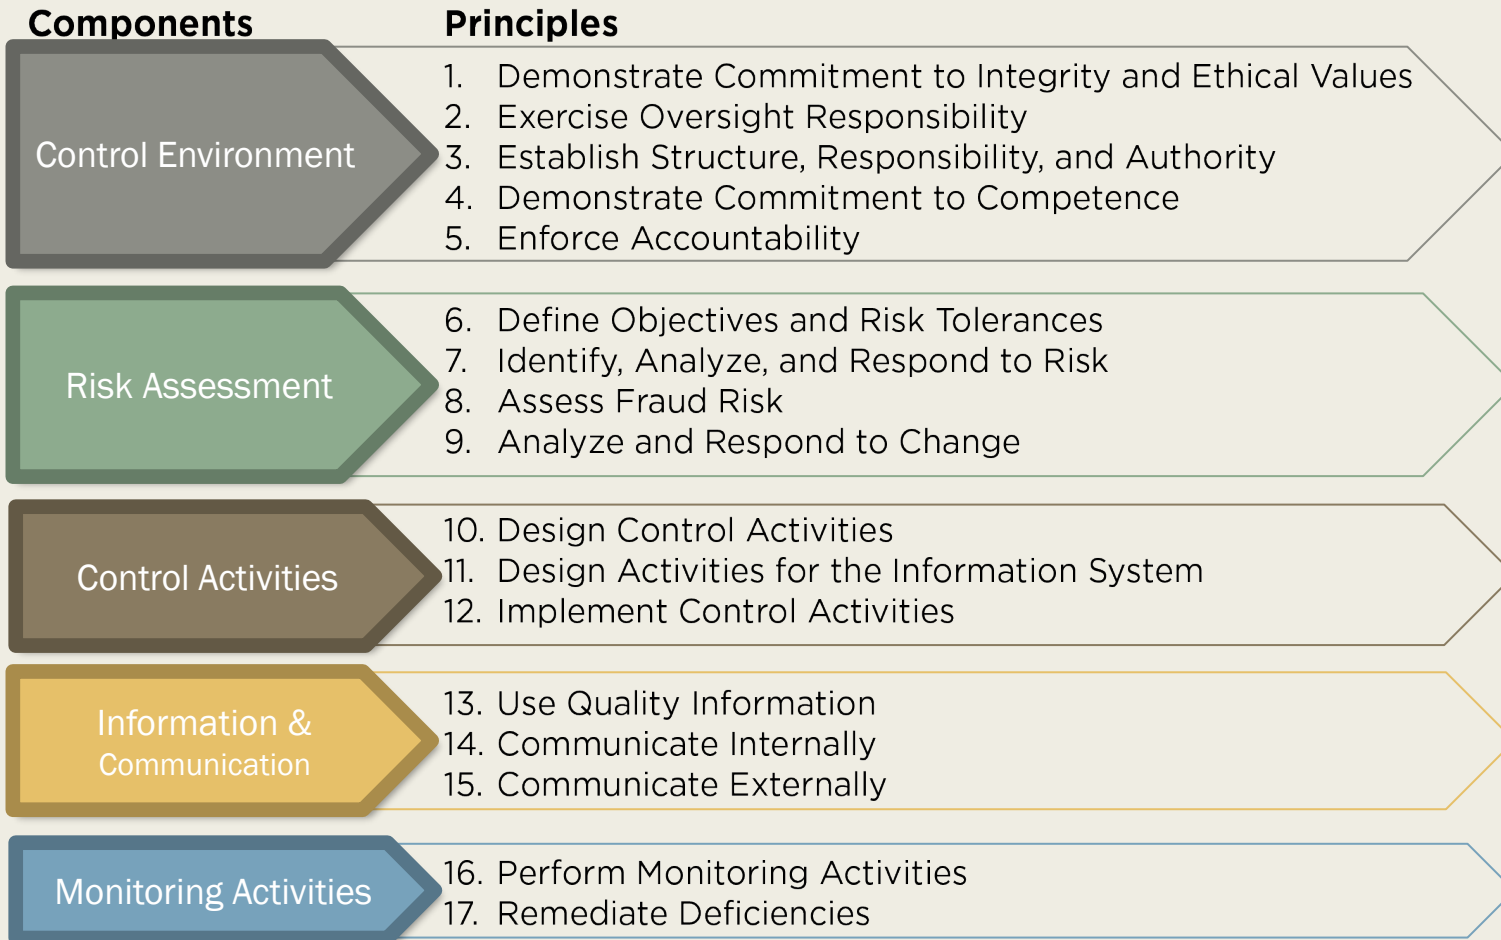 Components
Principles
Control Environment
1. Demonstrate Commitment to Integrity and Ethical Values
2. Exercise Oversight Responsibility
3. Establish Structure, Responsibility, and Authority
4. Demonstrate Commitment to Competence
5. Enforce Accountability
Risk Assessment
6. Define Objectives and Risk Tolerances
7. Identify, Analyze, and Respond to Risk
8. Assess Fraud Risk
9. Analyze and Respond to Change
Control Activities
10. Design Control Activities
11. Design Activities for the Information System
12. Implement Control Activities
Information &
Communication
13. Use Quality Information
14. Communicate Internally
15. Communicate Externally
Monitoring Activities
16. Perform Monitoring Activities
17. Remediate Deficiencies